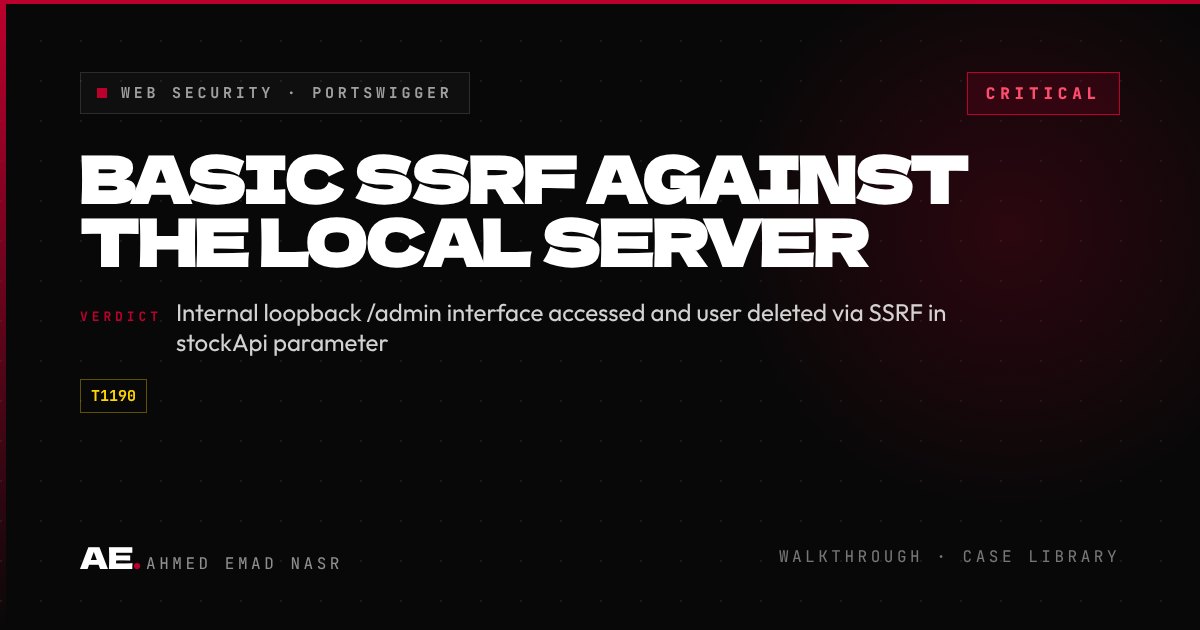 WEB SECURITY · PORTSWIGGER
CRITICAL
BASIC SSRF AGAINST
THE LOCAL SERVER
VERDICT Internal loopback /admin interface accessed and user deleted via SSRF in
stockApi parameter
T1190
AE. AHMED EMAD NASR
WALKTHROUGH · CASE LIBRARY